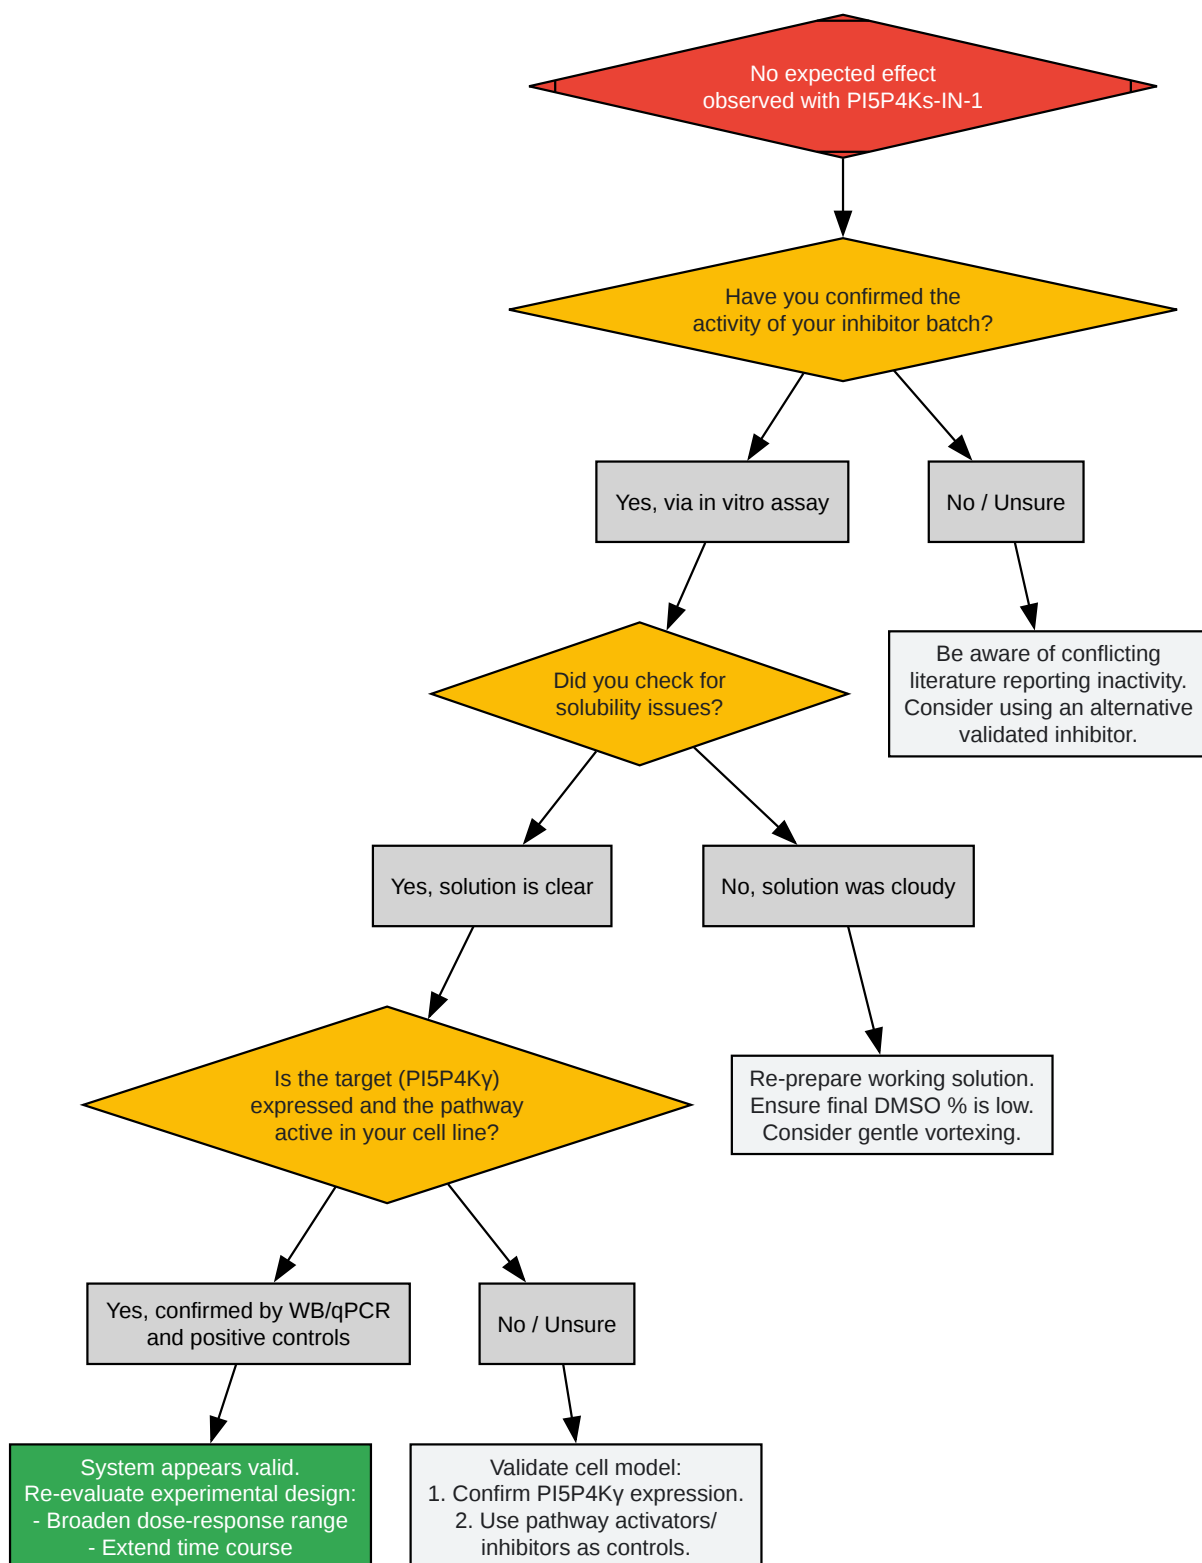 No expected effect
observed with PI5P4Ks-IN-1
Have you confirmed the
activity of your inhibitor batch?
Yes, via in vitro assay
No / Unsure
Did you check for
solubility issues?
Be aware of conflicting
literature reporting inactivity.
Consider using an alternative
validated inhibitor.
Yes, solution is clear
No, solution was cloudy
Is the target (PI5P4Kγ)
expressed and the pathway
active in your cell line?
Re-prepare working solution.
Ensure final DMSO % is low.
Consider gentle vortexing.
Yes, confirmed by WB/qPCR
and positive controls
No / Unsure
System appears valid.
Re-evaluate experimental design:
- Broaden dose-response range
- Extend time course
Validate cell model:
1. Confirm PI5P4Kγ expression.
2. Use pathway activators/
inhibitors as controls.